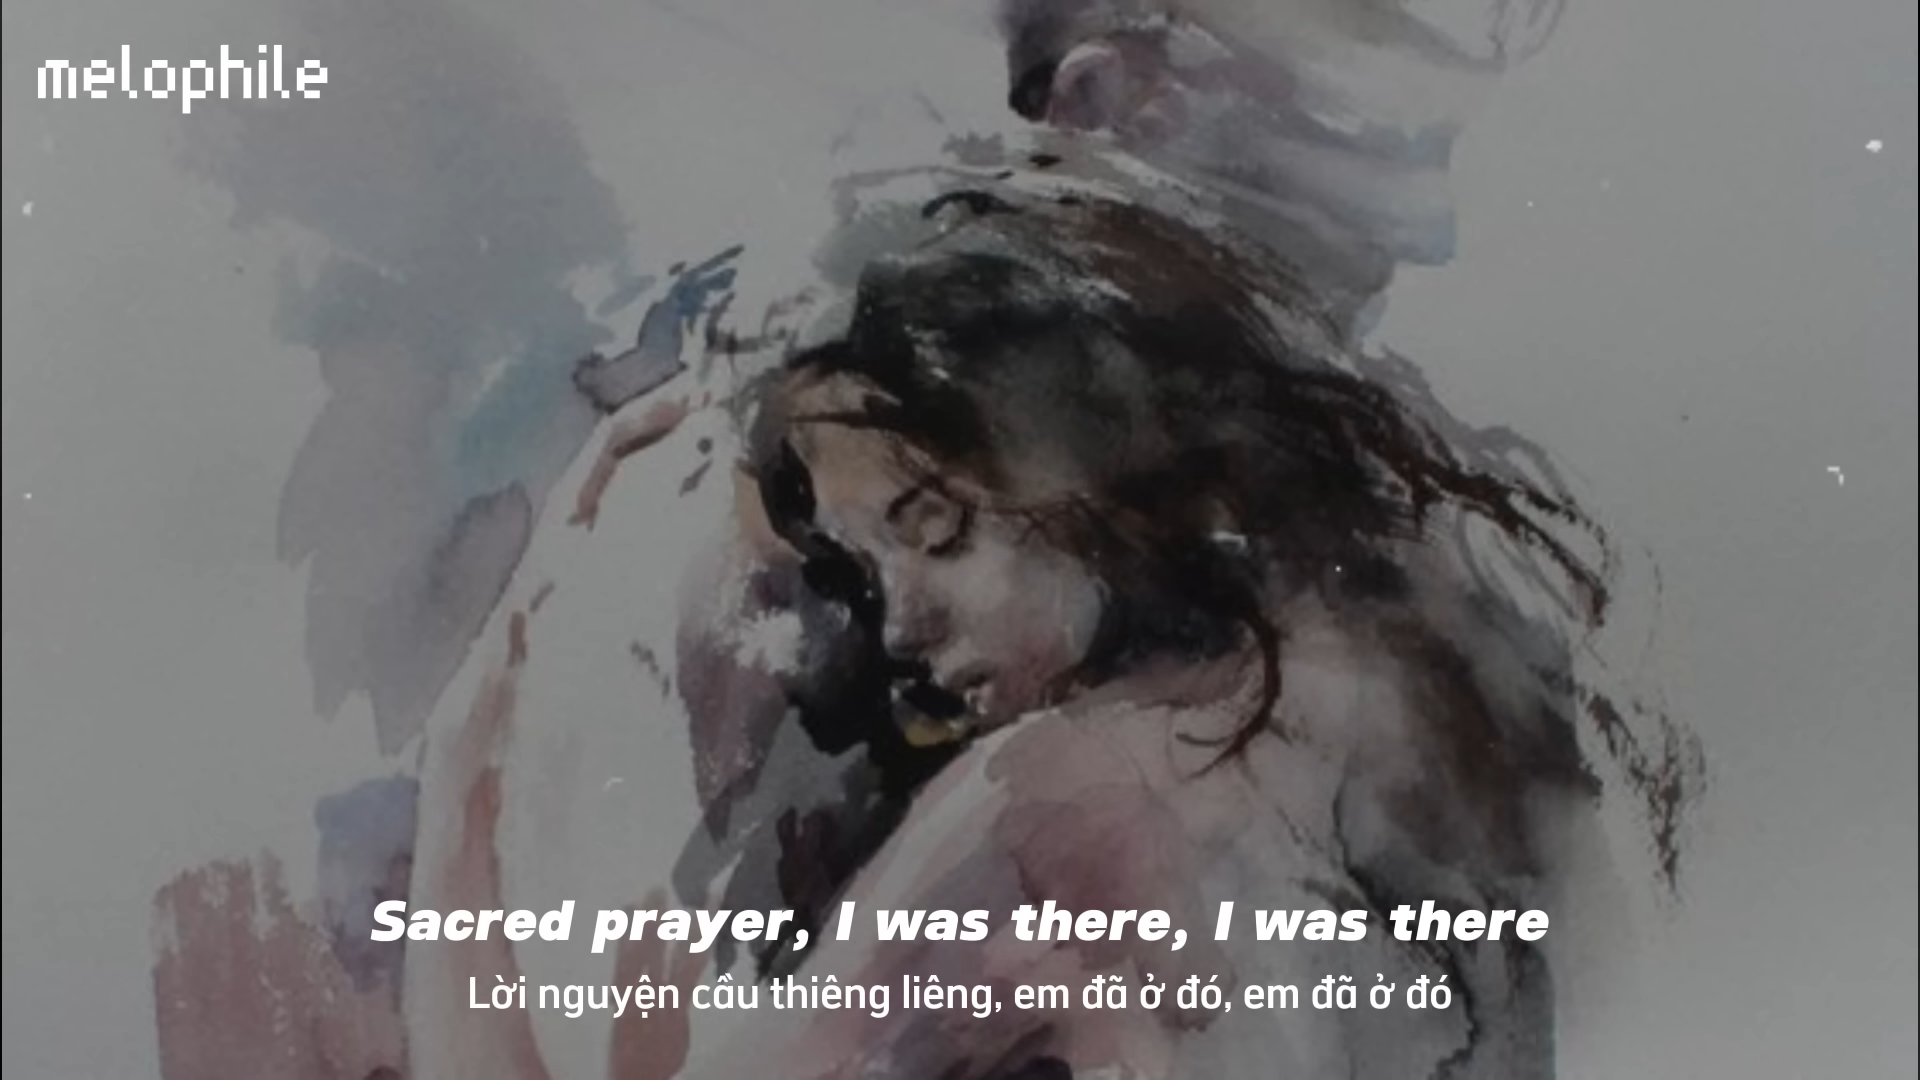 melophile
Sacred prayer, I was there, I was there
Lời nguyện cầu thiêng liêng, em đã ở đó, em đã ở đó